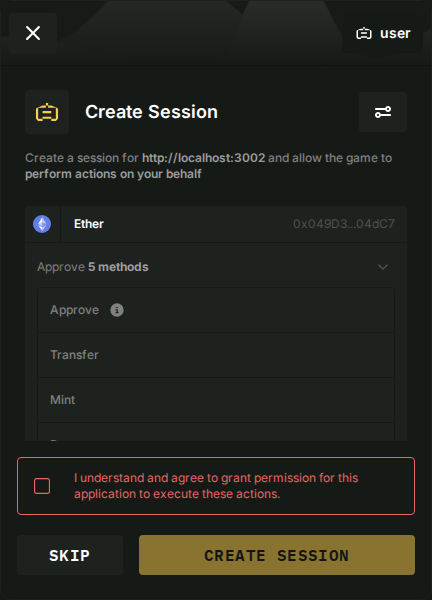 user
Create Session
Create a session for http://localhost:3002 and allow the game to
perform actions on your behalf
Ether 0x049D3...04dC7
Approve 5 methods
Approve
Transfer
Mint
I understand and agree to grant permission for this
application to execute these actions.
SKIP CREATE SESSION